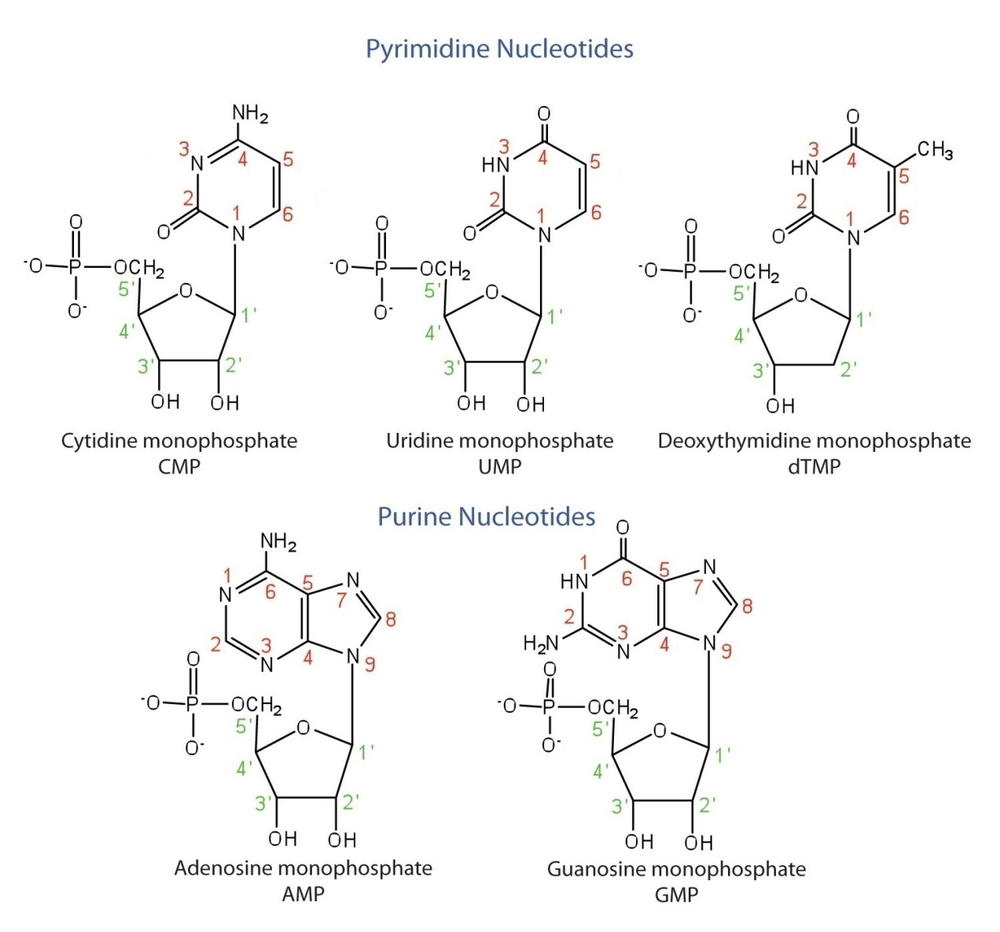 Pyrimidine Nucleotides
NH2
3
N
4
5
2
1
6
O
N
O
-O
P
OCH2
5'
O
O-
4'
1'
3'
2'
OH
OH
Cytidine monophosphate
CMP
O
3
HN
4
5
2
1
6
O
N
O
-O
P
OCH2
5'
O
O-
4'
1'
3'
2'
OH
OH
Uridine monophosphate
UMP
O
CH3
3
HN
4
5
2
1
6
O
N
O
-O
P
OCH2
5'
O
O-
4'
1'
3'
2'
OH
Deoxythymidine monophosphate
dTMP
Purine Nucleotides
NH2
1
N
6
5
N
7
8
2
3
N
4
N
9
O
-O
P
OCH2
5'
O
O-
4'
1'
3'
2'
OH
OH
Adenosine monophosphate
AMP
O
1
HN
6
5
N
7
8
2
H2N
3
N
4
N
9
O
-O
P
OCH2
5'
O
O-
4'
1'
3'
2'
OH
OH
Guanosine monophosphate
GMP